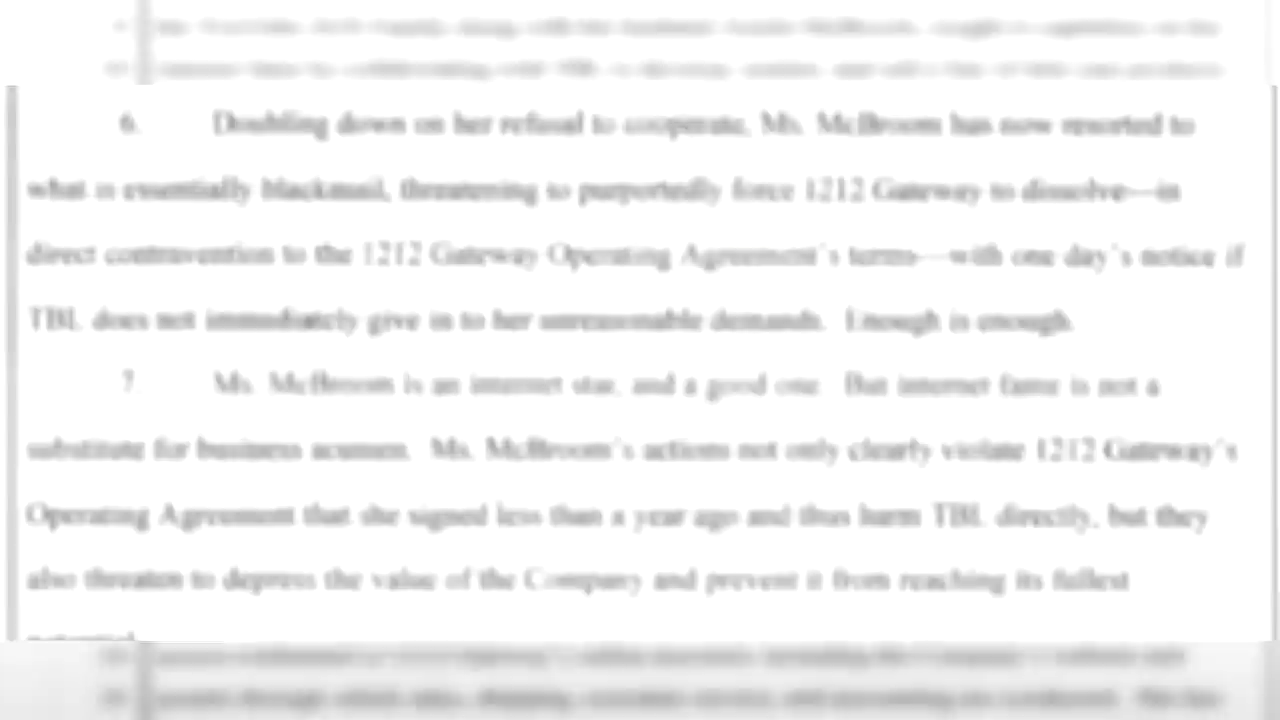 6. Doubling down on her refusal to cooperate, Ms. McBroom has now resorted to
what is essentially blackmail, threatening to purportedly force 1212 Gateway to dissolve—in
direct contravention to the 1212 Gateway Operating Agreement's terms—with one day's notice if
TBL does not immediately give in to her unreasonable demands. Enough is enough.
7. Ms. McBroom is an internet star, and a good one. But internet fame is not a
substitute for business acumen. Ms. McBroom's actions not only clearly violate 1212 Gateway's
Operating Agreement that she signed less than a year ago and thus harm TBL directly, but they
also threaten to depress the value of the Company and prevent it from reaching its fullest